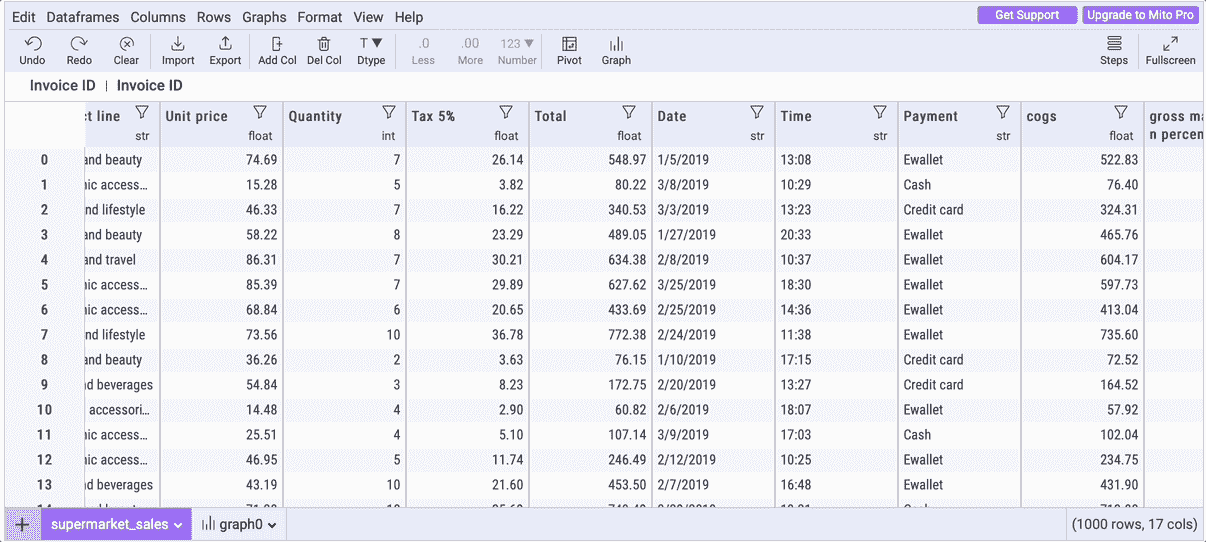 Edit Dataframes Columns Rows Graphs Format View Help Get Support Upgrade to Mito Pro
T .0 .00 123
Undo Redo Clear Import Export Add Col Del Col Dtype Less More Number Pivot Graph Steps Fullscreen
Invoice ID | Invoice ID
ct line Unit price Quantity Tax 5% Total Date Time Payment cogs gross ma
n percen
str float int float float str str str float
0 and beauty 74.69 7 26.14 548.97 1/5/2019 13:08 Ewallet 522.83
1 nic access... 15.28 5 3.82 80.22 3/8/2019 10:29 Cash 76.40
2 nd lifestyle 46.33 7 16.22 340.53 3/3/2019 13:23 Credit card 324.31
3 and beauty 58.22 8 23.29 489.05 1/27/2019 20:33 Ewallet 465.76
4 and travel 86.31 7 30.21 634.38 2/8/2019 10:37 Ewallet 604.17
5 nic access... 85.39 7 29.89 627.62 3/25/2019 18:30 Ewallet 597.73
6 nic access... 68.84 6 20.65 433.69 2/25/2019 14:36 Ewallet 413.04
7 nd lifestyle 73.56 10 36.78 772.38 2/24/2019 11:38 Ewallet 735.60
8 and beauty 36.26 2 3.63 76.15 1/10/2019 17:15 Credit card 72.52
9 nd beverages 54.84 3 8.23 172.75 2/20/2019 13:27 Credit card 164.52
10 accessori... 14.48 4 2.90 60.82 2/6/2019 18:07 Ewallet 57.92
11 nic access... 25.51 4 5.10 107.14 3/9/2019 17:03 Cash 102.04
12 nic access... 46.95 5 11.74 246.49 2/12/2019 10:25 Ewallet 234.75
13 nd beverages 43.19 10 21.60 453.50 2/7/2019 16:48 Ewallet 431.90
+ supermarket_sales graph0 (1000 rows, 17 cols)